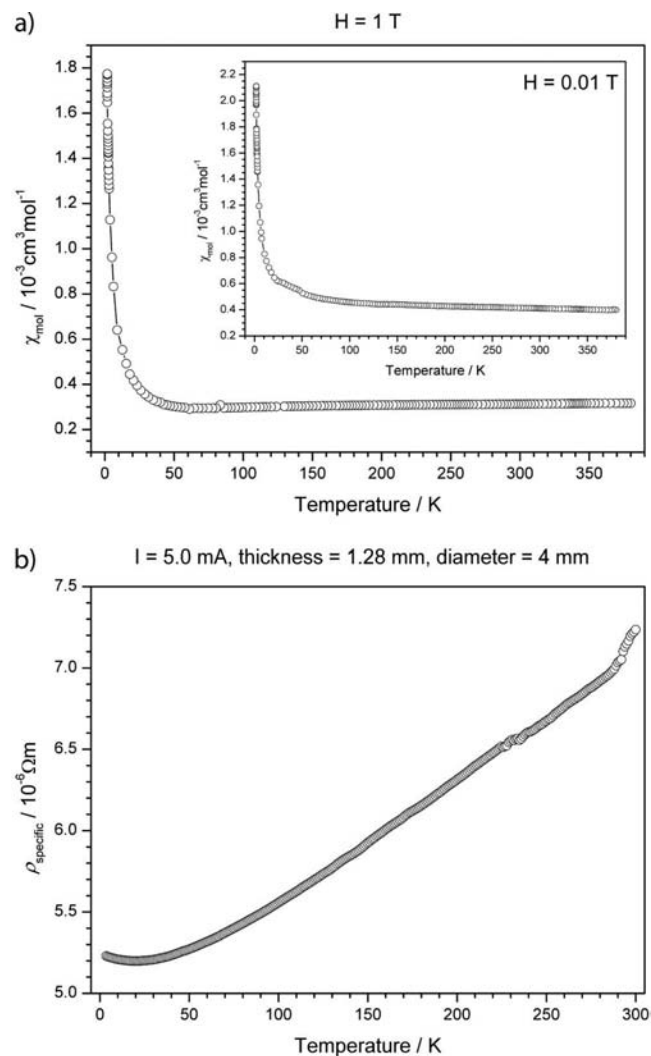 a)
H = 1 T
H = 0.01 T
χmol / 10⁻³cm³mol⁻¹
1.8
1.6
1.4
1.2
1.0
0.8
0.6
0.4
0.2
0 50 100 150 200 250 300 350
Temperature / K
χmol / 10⁻³cm³mol⁻¹
2.2
2.0
1.8
1.6
1.4
1.2
1.0
0.8
0.6
0.4
0.2
0 50 100 150 200 250 300 350
Temperature / K
b)
I = 5.0 mA, thickness = 1.28 mm, diameter = 4 mm
ρspecific / 10⁻⁶Ωm
7.5
7.0
6.5
6.0
5.5
5.0
0 50 100 150 200 250 300
Temperature / K